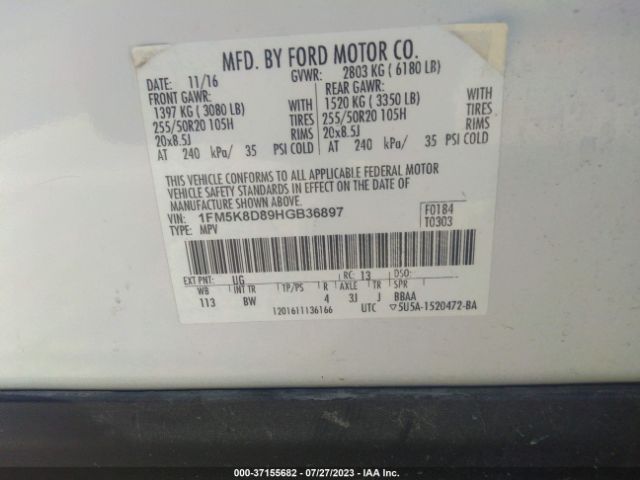 MFD. BY FORD MOTOR CO.
DATE: 11/16 GVWR: 2803 KG ( 6180 LB)
FRONT GAWR: REAR GAWR:
1397 KG ( 3080 LB) WITH 1520 KG ( 3350 LB) WITH
255/50R20 105H TIRES 255/50R20 105H TIRES
20x8.5J RIMS 20x8.5J RIMS
AT 240 kPa/ 35 PSI COLD AT 240 kPa/ 35 PSI COLD
THIS VEHICLE CONFORMS TO ALL APPLICABLE FEDERAL MOTOR
VEHICLE SAFETY STANDARDS IN EFFECT ON THE DATE OF
MANUFACTURE SHOWN ABOVE.
VIN: 1FM5K8D89HGB36897 F0184
TYPE: MPV T0303
EXT PNT: UG RC: 13 DSO:
WB INT TR TP/PS R AXLE TR SPR
113 BW 4 3J J BBAA
1201611136166 UTC ▽5U5A-1520472-BA
000-37155682 / 07/27/2023 / IAA Inc.